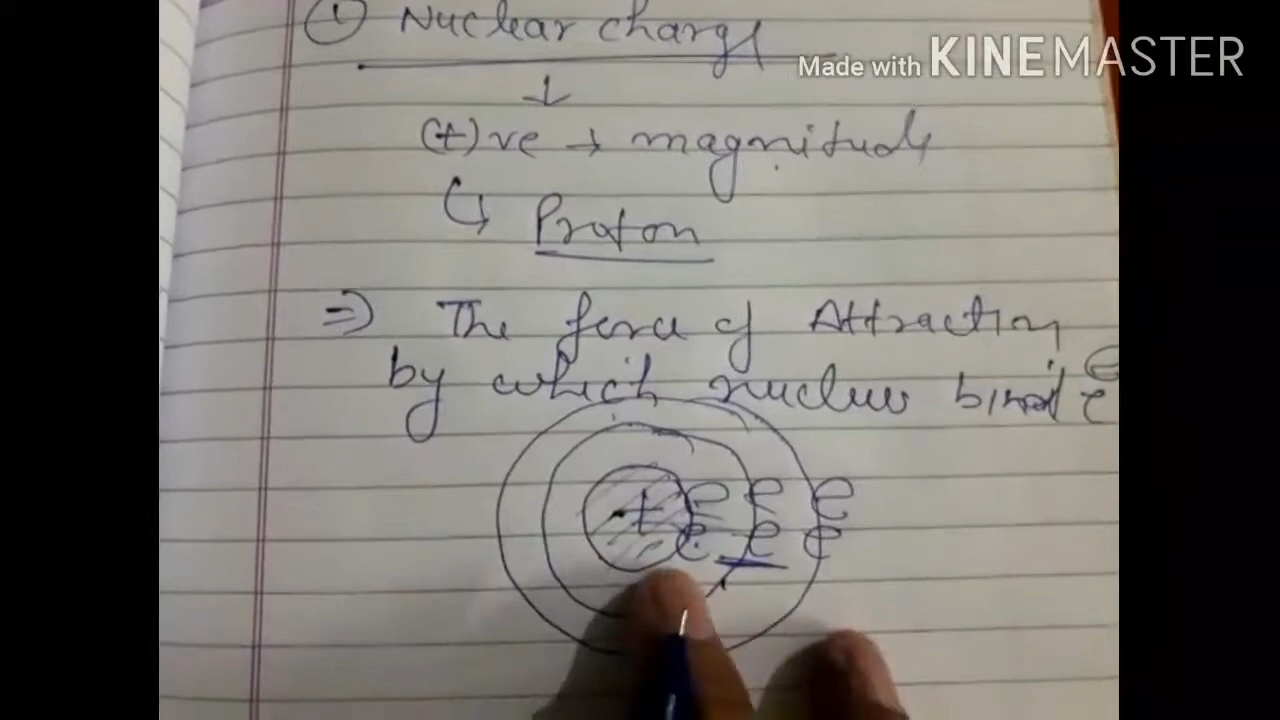 ① Nuclear charge
Made with KINEMASTER
↓
(+)ve → magnitude
↳ Proton
⇒ The force of Attraction
by which nucleus bind e⊖
+ e e e
e e e